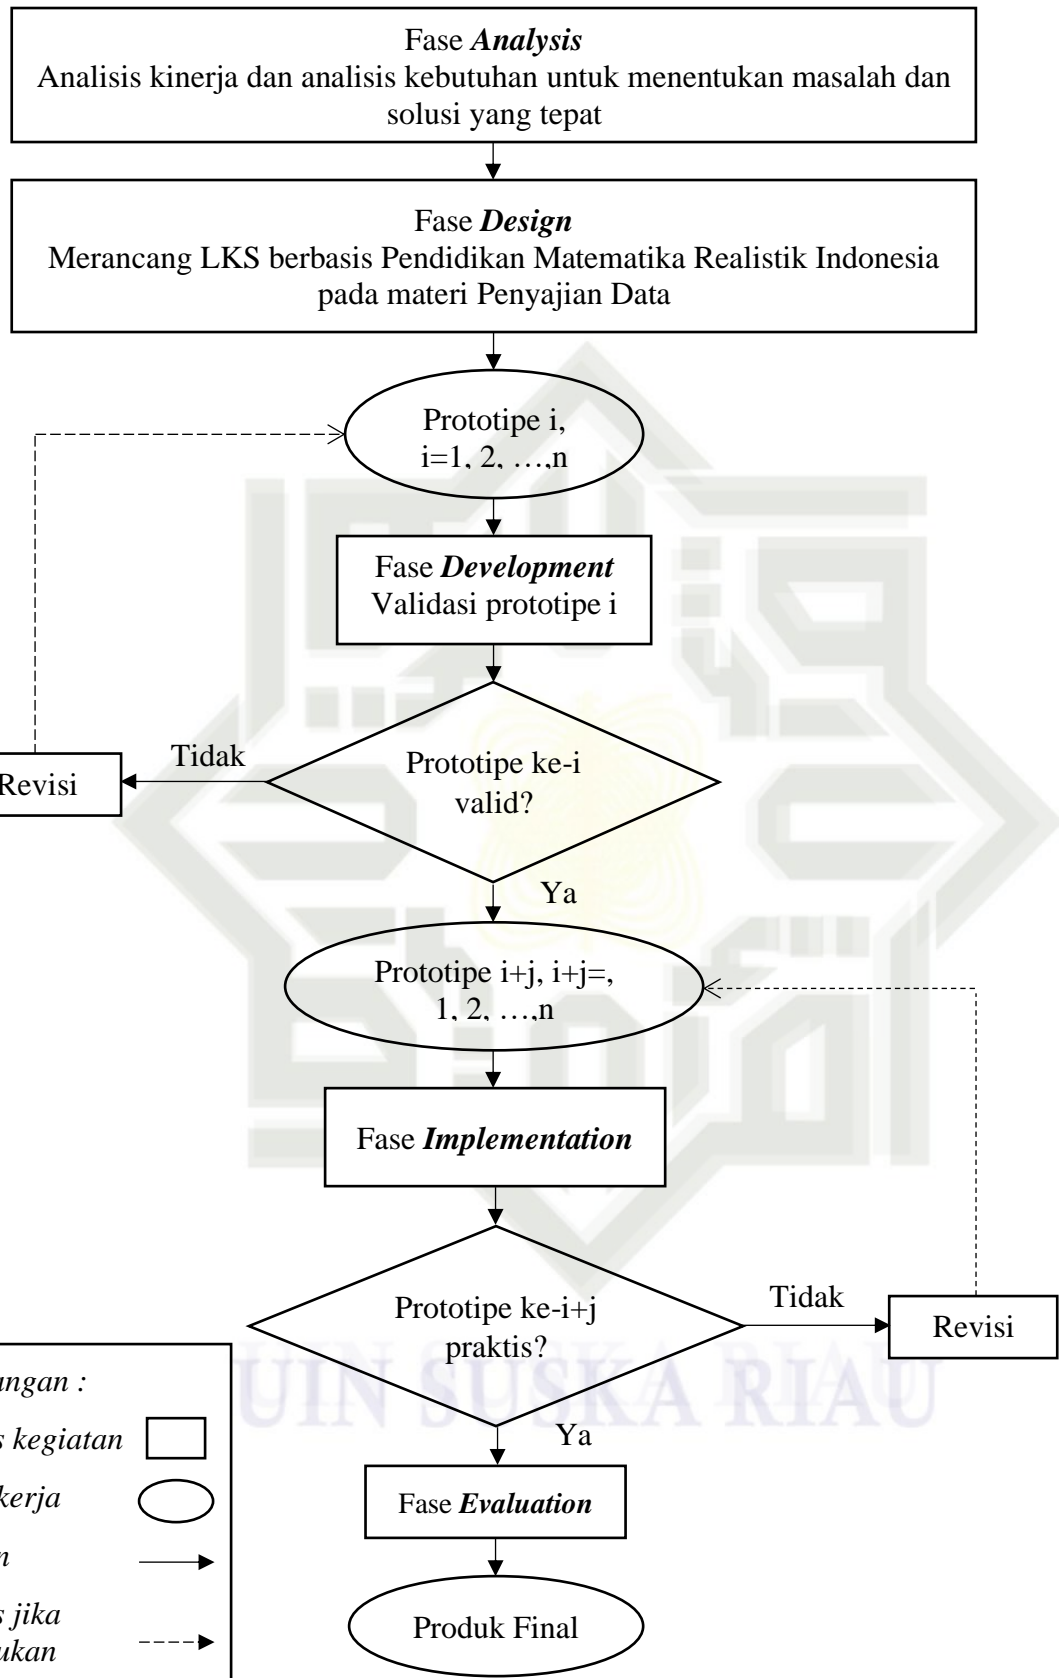 Fase Analysis
Analisis kinerja dan analisis kebutuhan untuk menentukan masalah dan
solusi yang tepat
Fase Design
Merancang LKS berbasis Pendidikan Matematika Realistik Indonesia
pada materi Penyajian Data
Prototipe i,
i=1, 2, …,n
Fase Development
Validasi prototipe i
Tidak
Revisi
Prototipe ke-i
valid?
Ya
Prototipe i+j, i+j=,
1, 2, …,n
Fase Implementation
Prototipe ke-i+j
praktis?
Tidak
Revisi
UIN SUSKA RIAU
Ya
Fase Evaluation
Produk Final
kegiatan
kerja
jika